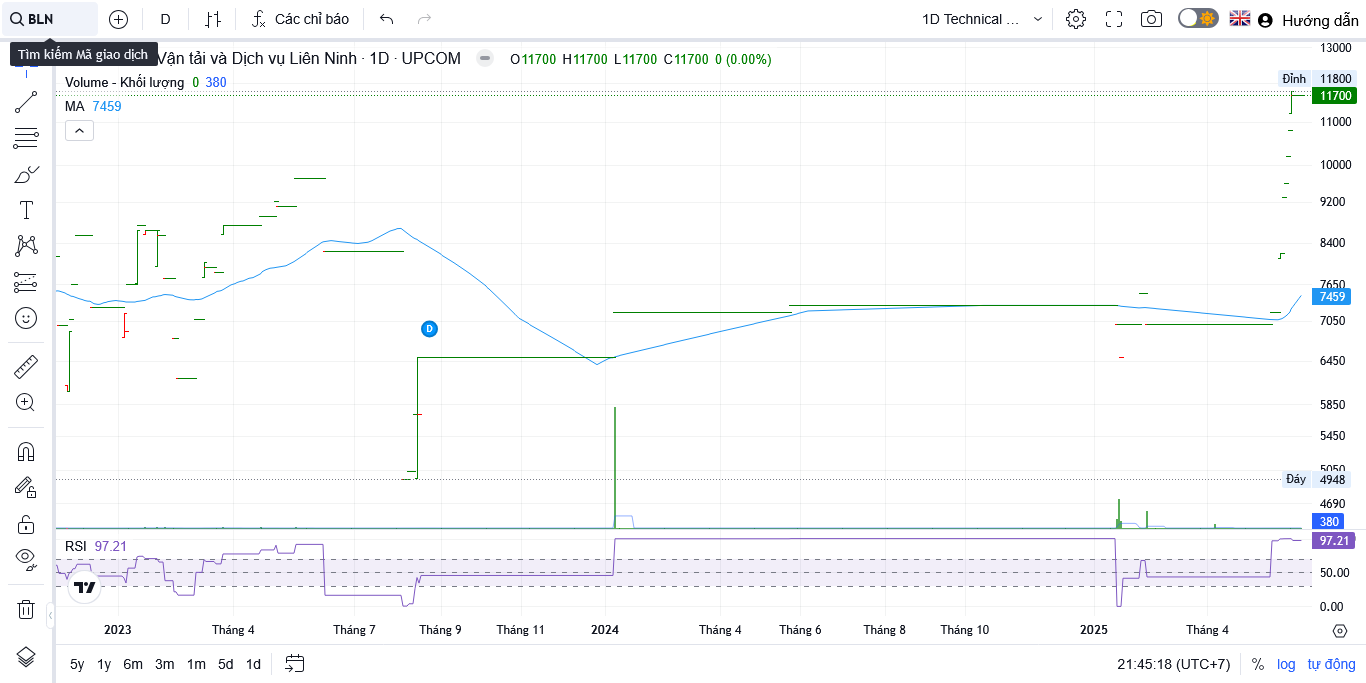 BLN
D
Các chỉ báo
1D Technical ...
Hướng dẫn
Tìm kiếm Mã giao dịch
Vận tải và Dịch vụ Liên Ninh · 1D · UPCOM
O11700 H11700 L11700 C11700 0 (0.00%)
Volume - Khối lượng 0 380
MA 7459
13000
Đỉnh 11800
11700
11000
10000
9200
8400
7650
7459
7050
6450
5850
5450
5050
Đáy 4948
4690
380
D
RSI 97.21
97.21
50.00
0.00
2023 Tháng 4 Tháng 7 Tháng 9 Tháng 11 2024 Tháng 4 Tháng 6 Tháng 8 Tháng 10 2025 Tháng 4
5y 1y 6m 3m 1m 5d 1d
21:45:18 (UTC+7) % log tự động